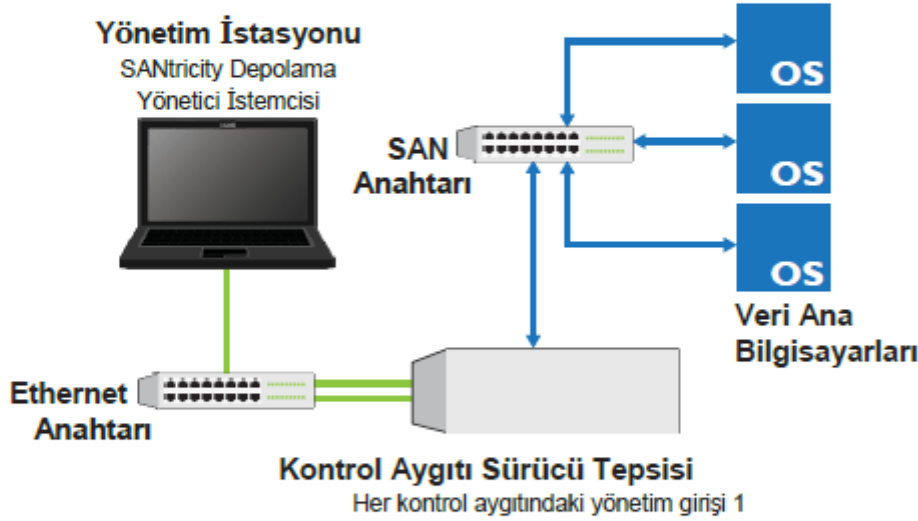 Yönetim İstasyonu
SANtricity Depolama
Yönetici İstemcisi
SAN
Anahtarı
OS
OS
OS
Veri Ana
Bilgisayarları
Ethernet
Anahtarı
Kontrol Aygıtı Sürücü Tepsisi
Her kontrol aygıtındaki yönetim girişi 1